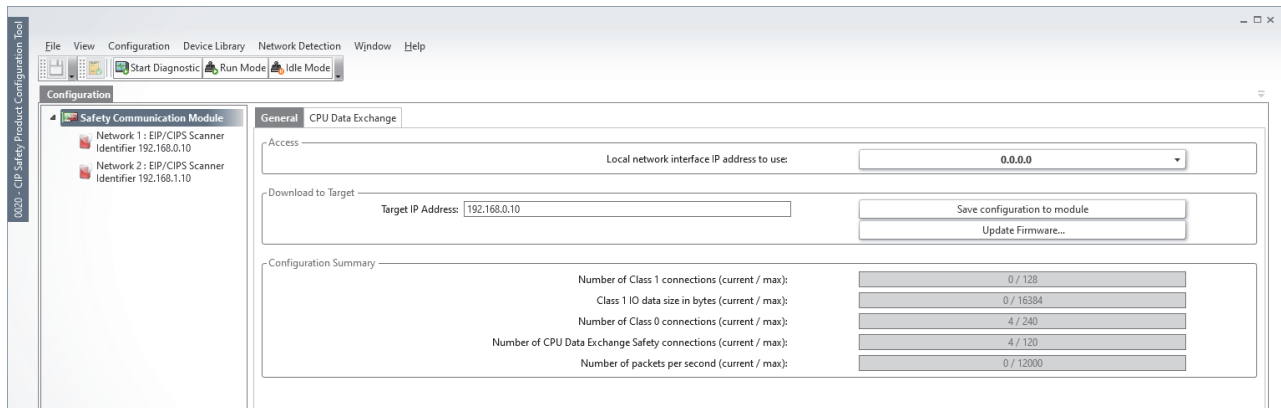 0020 - CIP Safety Product Configuration Tool
File View Configuration Device Library Network Detection Window Help
Start Diagnostic Run Mode Idle Mode
Configuration
Safety Communication Module
Network 1 : EIP/CIPS Scanner
Identifier 192.168.0.10
Network 2 : EIP/CIPS Scanner
Identifier 192.168.1.10
General CPU Data Exchange
Access
Local network interface IP address to use: 0.0.0.0
Download to Target
Target IP Address: 192.168.0.10 Save configuration to module
Update Firmware...
Configuration Summary
Number of Class 1 connections (current / max): 0 / 128
Class 1 IO data size in bytes (current / max): 0 / 16384
Number of Class 0 connections (current / max): 4 / 240
Number of CPU Data Exchange Safety connections (current / max): 4 / 120
Number of packets per second (current / max): 0 / 12000